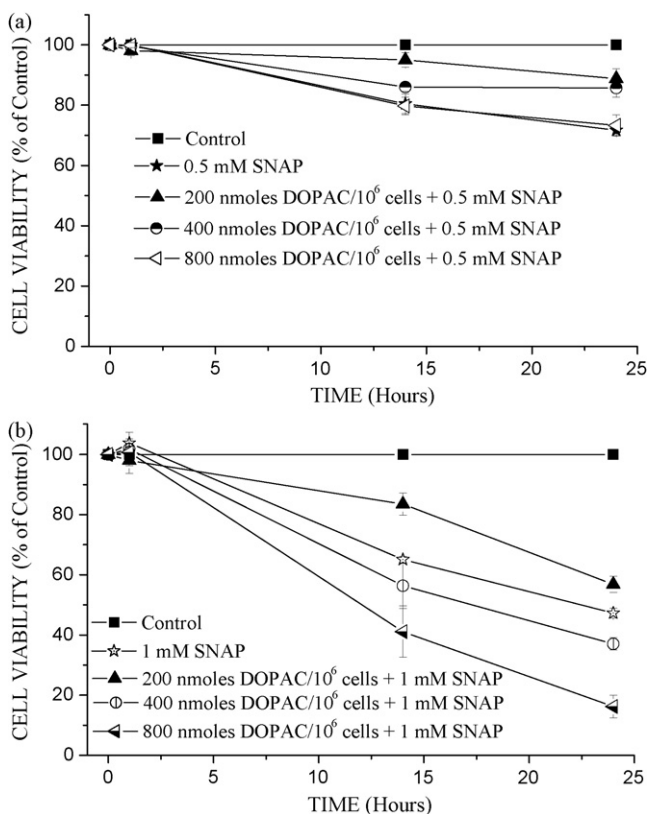 (a)
100
80
60
40
20
0
CELL VIABILITY (% of Control)
Control
0.5 mM SNAP
200 nmoles DOPAC/10⁶ cells + 0.5 mM SNAP
400 nmoles DOPAC/10⁶ cells + 0.5 mM SNAP
800 nmoles DOPAC/10⁶ cells + 0.5 mM SNAP
0 5 10 15 20 25
TIME (Hours)
(b)
100
80
60
40
20
0
CELL VIABILITY (% of Control)
Control
1 mM SNAP
200 nmoles DOPAC/10⁶ cells + 1 mM SNAP
400 nmoles DOPAC/10⁶ cells + 1 mM SNAP
800 nmoles DOPAC/10⁶ cells + 1 mM SNAP
0 5 10 15 20 25
TIME (Hours)